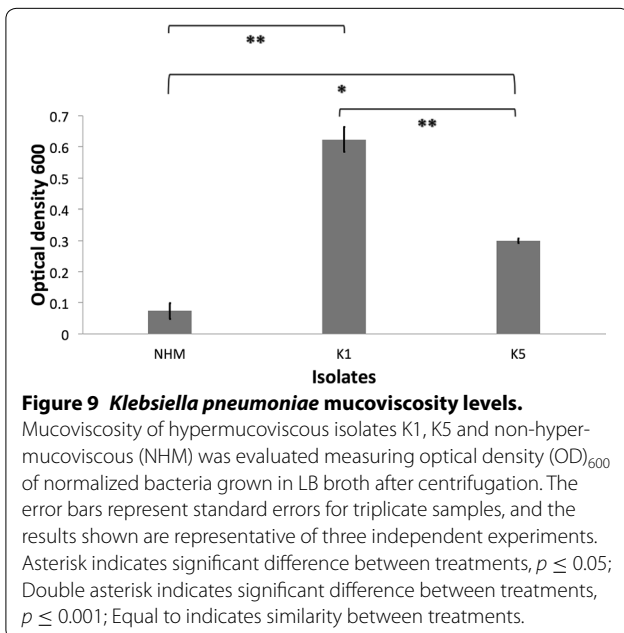 **
*
**
0.7
0.6
0.5
0.4
0.3
0.2
0.1
0
Optical density 600
NHM K1 K5
Isolates
Figure 9 Klebsiella pneumoniae mucoviscosity levels.
Mucoviscosity of hypermucoviscous isolates K1, K5 and non-hyper-
mucoviscous (NHM) was evaluated measuring optical density (OD)600
of normalized bacteria grown in LB broth after centrifugation. The
error bars represent standard errors for triplicate samples, and the
results shown are representative of three independent experiments.
Asterisk indicates significant difference between treatments, p ≤ 0.05;
Double asterisk indicates significant difference between treatments,
p ≤ 0.001; Equal to indicates similarity between treatments.